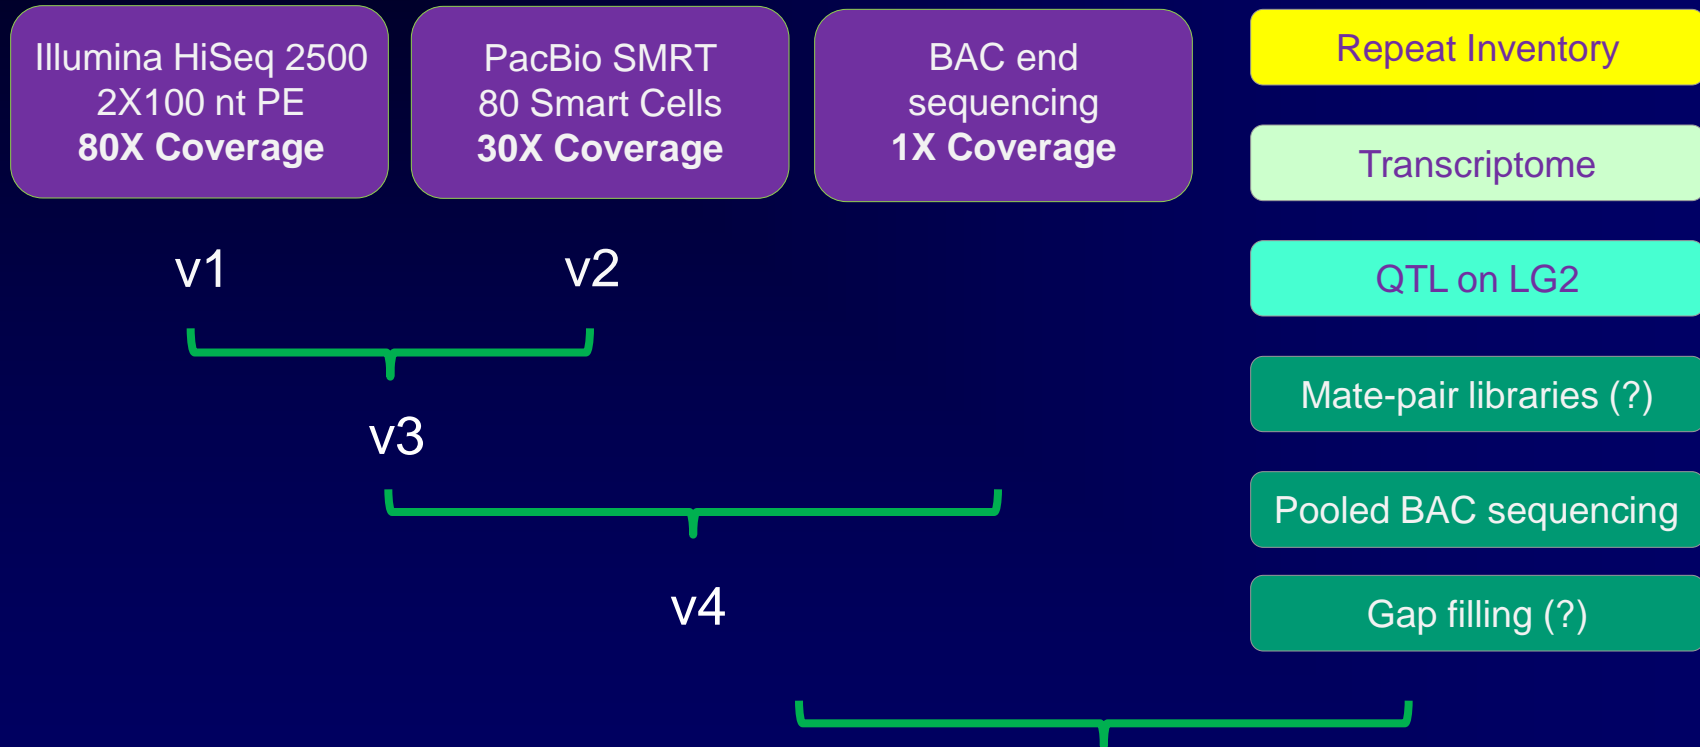 Illumina HiSeq 2500
2X100 nt PE
80X Coverage
PacBio SMRT
80 Smart Cells
30X Coverage
BAC end
sequencing
1X Coverage
v1
v2
v3
v4
Repeat Inventory
Transcriptome
QTL on LG2
Mate-pair libraries (?)
Pooled BAC sequencing
Gap filling (?)